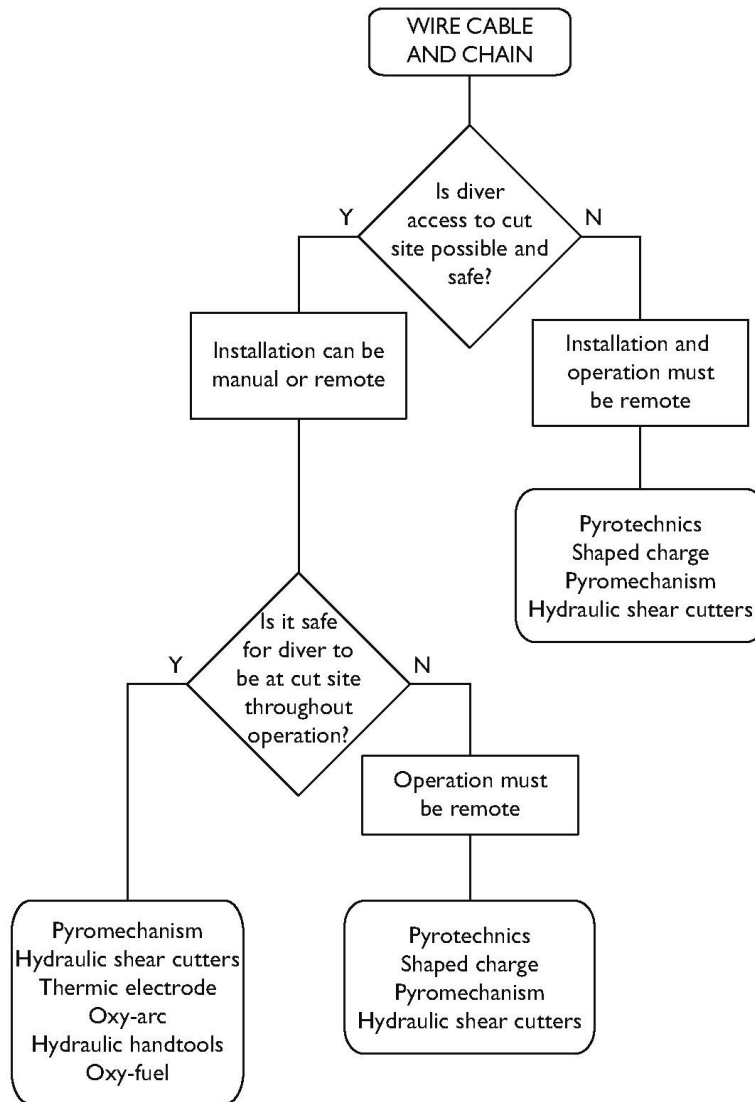 WIRE CABLE
AND CHAIN
Is diver
access to cut
site possible and
safe?
Y
N
Installation can be
manual or remote
Installation and
operation must
be remote
Pyrotechnics
Shaped charge
Pyromechanism
Hydraulic shear cutters
Is it safe
for diver to
be at cut site
throughout
operation?
Y
N
Operation must
be remote
Pyromechanism
Hydraulic shear cutters
Thermic electrode
Oxy-arc
Hydraulic handtools
Oxy-fuel
Pyrotechnics
Shaped charge
Pyromechanism
Hydraulic shear cutters